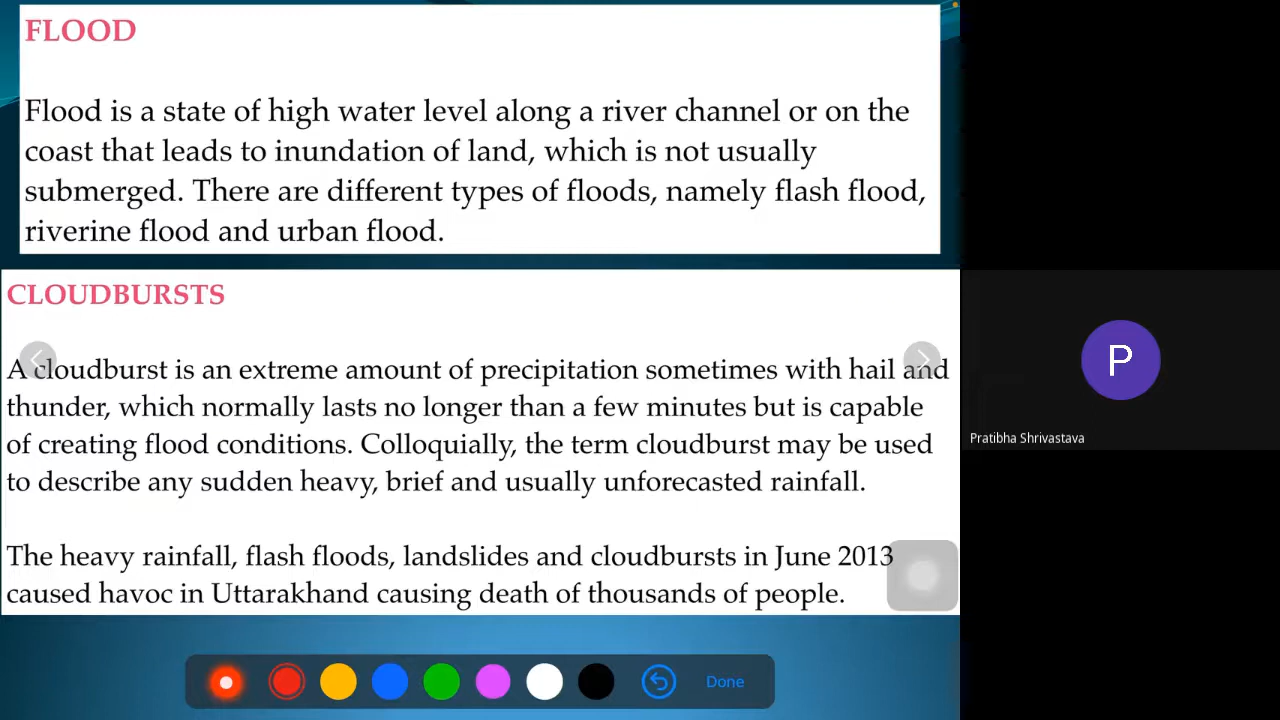 FLOOD
Flood is a state of high water level along a river channel or on the
coast that leads to inundation of land, which is not usually
submerged. There are different types of floods, namely flash flood,
riverine flood and urban flood.
CLOUDBURSTS
A cloudburst is an extreme amount of precipitation sometimes with hail and
thunder, which normally lasts no longer than a few minutes but is capable
of creating flood conditions. Colloquially, the term cloudburst may be used
to describe any sudden heavy, brief and usually unforecasted rainfall.
The heavy rainfall, flash floods, landslides and cloudbursts in June 2013
caused havoc in Uttarakhand causing death of thousands of people.
Done
P
Pratibha Shrivastava